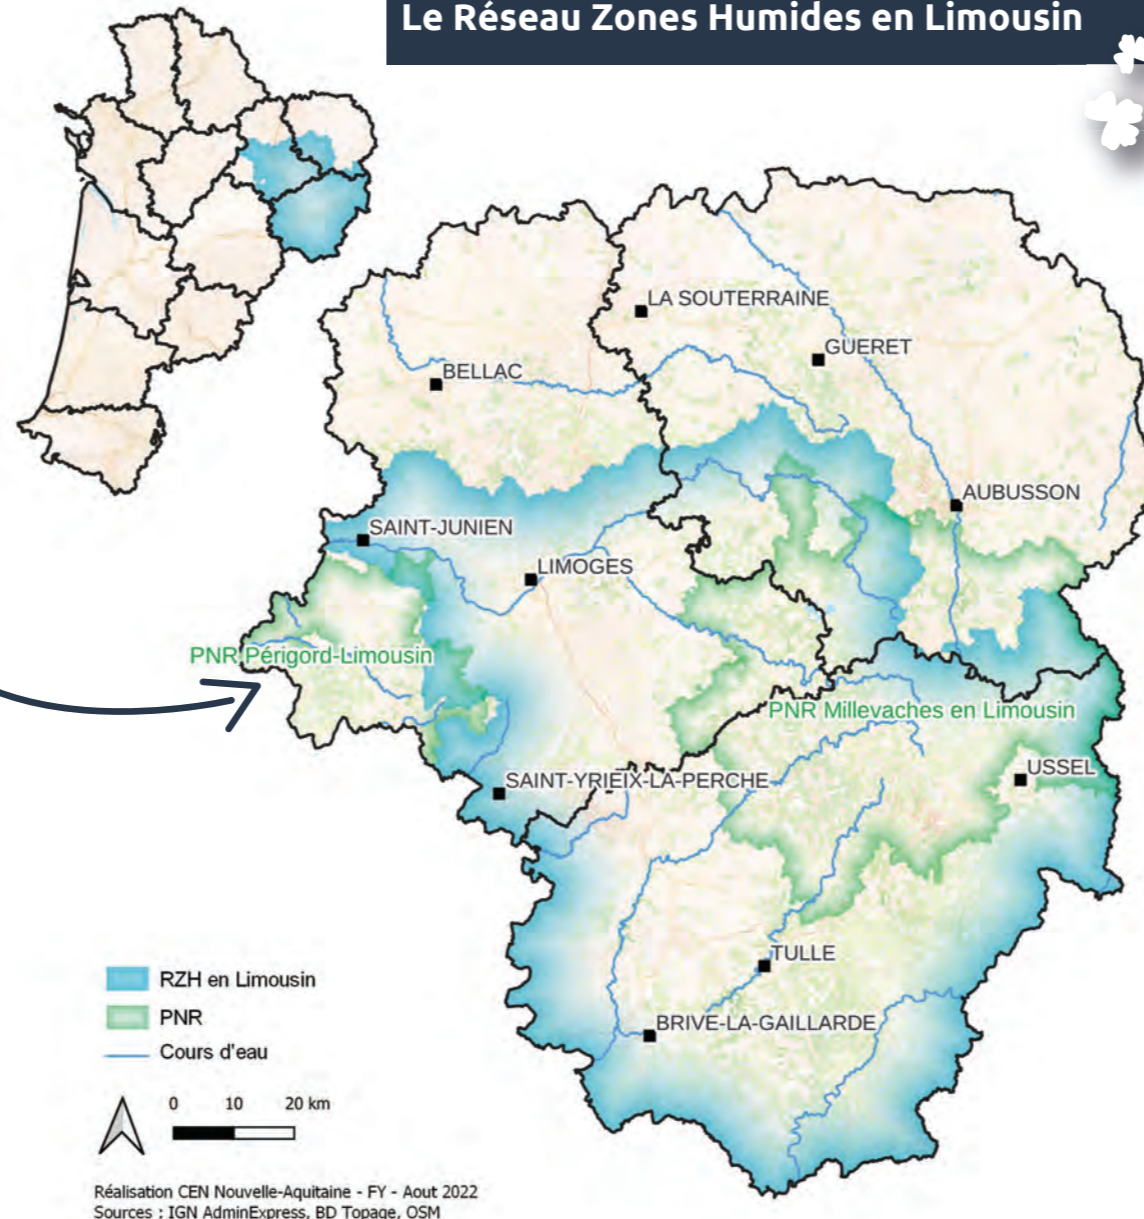 Le Réseau Zones Humides en Limousin
LA SOUTERRAINE
GUERET
BELLAC
AUBUSSON
SAINT-JUNIEN
LIMOGES
PNR Périgord-Limousin
PNR Millevaches en Limousin
USSEL
SAINT-YRIEIX-LA-PERCHE
TULLE
BRIVE-LA-GAILLARDE
RZH en Limousin
PNR
Cours d'eau
0 10 20 km
Réalisation CEN Nouvelle-Aquitaine - FY - Aout 2022
Sources : IGN AdminExpress, BD Topage, OSM